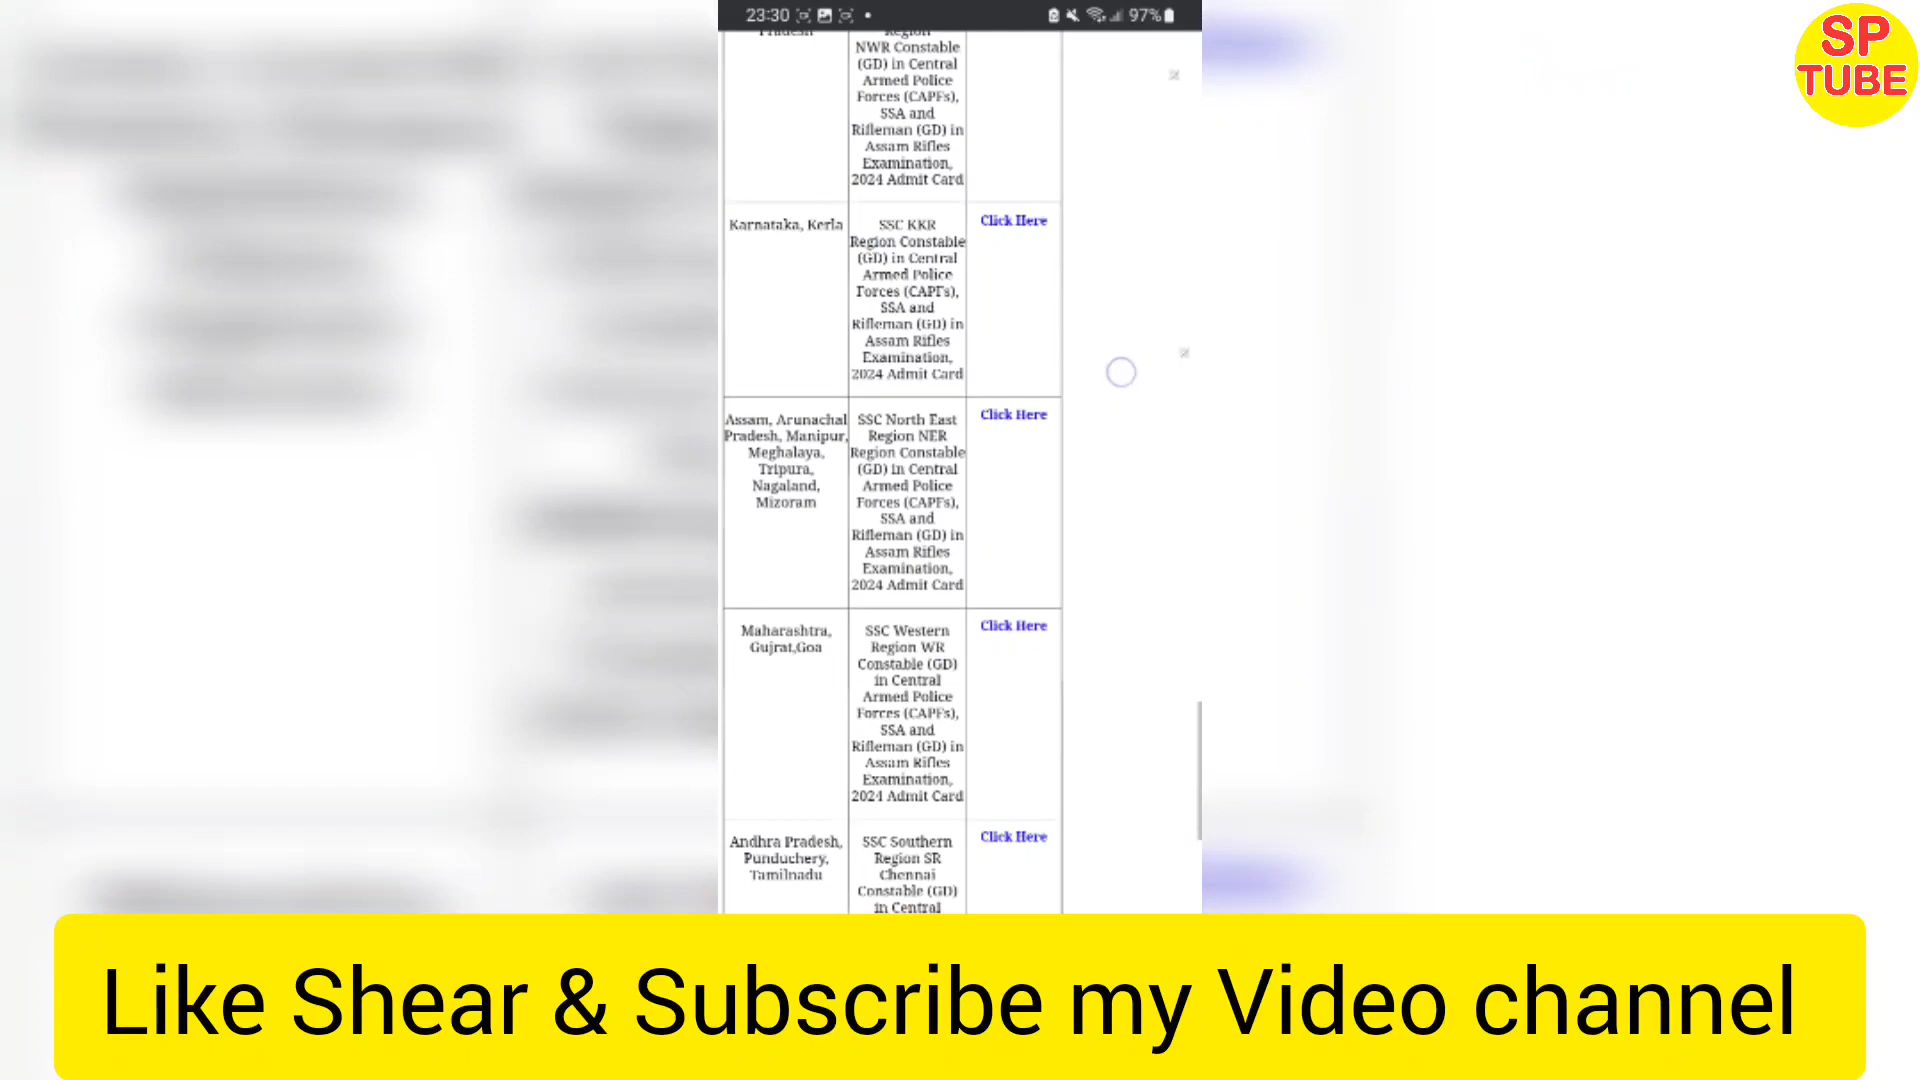 23:30
97%
SP
TUBE
Pradesh
Region
NWR Constable
(GD) in Central
Armed Police
Forces (CAPFs),
SSA and
Rifleman (GD) in
Assam Rifles
Examination,
2024 Admit Card
Karnataka, Kerla
SSC KKR
Region Constable
(GD) in Central
Armed Police
Forces (CAPFs),
SSA and
Rifleman (GD) in
Assam Rifles
Examination,
2024 Admit Card
Click Here
Assam, Arunachal
Pradesh, Manipur,
Meghalaya,
Tripura,
Nagaland,
Mizoram
SSC North East
Region NER
Region Constable
(GD) in Central
Armed Police
Forces (CAPFs),
SSA and
Rifleman (GD) in
Assam Rifles
Examination,
2024 Admit Card
Click Here
Maharashtra,
Gujrat,Goa
SSC Western
Region WR
Constable (GD)
in Central
Armed Police
Forces (CAPFs),
SSA and
Rifleman (GD) in
Assam Rifles
Examination,
2024 Admit Card
Click Here
Andhra Pradesh,
Punduchery,
Tamilnadu
SSC Southern
Region SR
Chennai
Constable (GD)
in Central
Click Here
Like Shear & Subscribe my Video channel